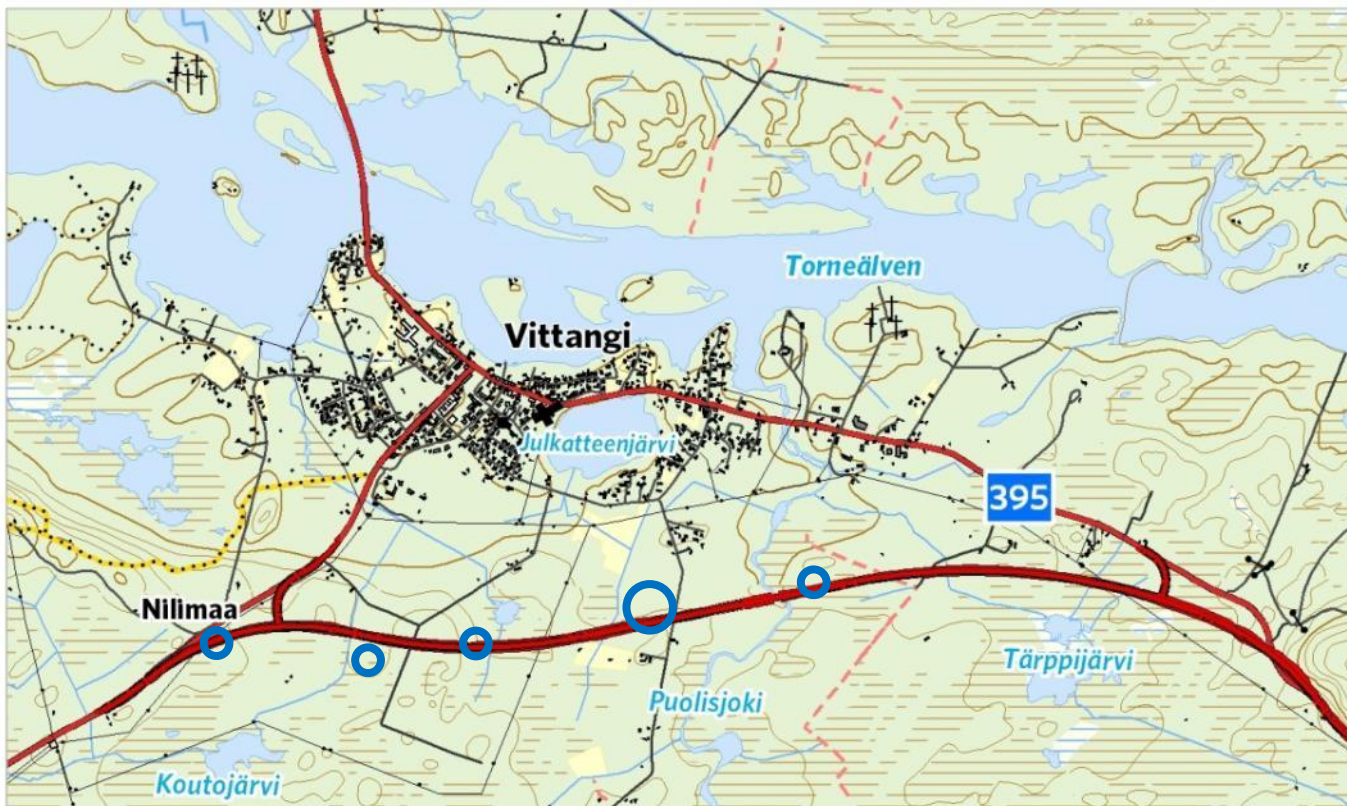 Torneälven
Vittangi
Julkatteenjärvi
395
Nilimaa
Tärppijärvi
Puolisjoki
Koutojärvi